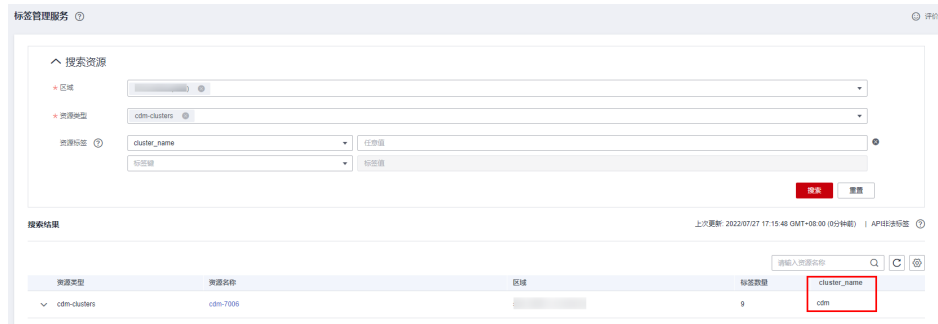 标签管理服务
评价
搜索资源
* 区域
* 资源类型 cdm-clusters
资源标签 cluster_name 任意值
标签键 标签值
搜索 重置
搜索结果 上次更新: 2022/07/27 17:15:48 GMT+08:00 (0分钟前) | API非法标签
请输入资源名称
资源类型 资源名称 区域 标签数量 cluster_name
cdm-clusters cdm-7006 9 cdm